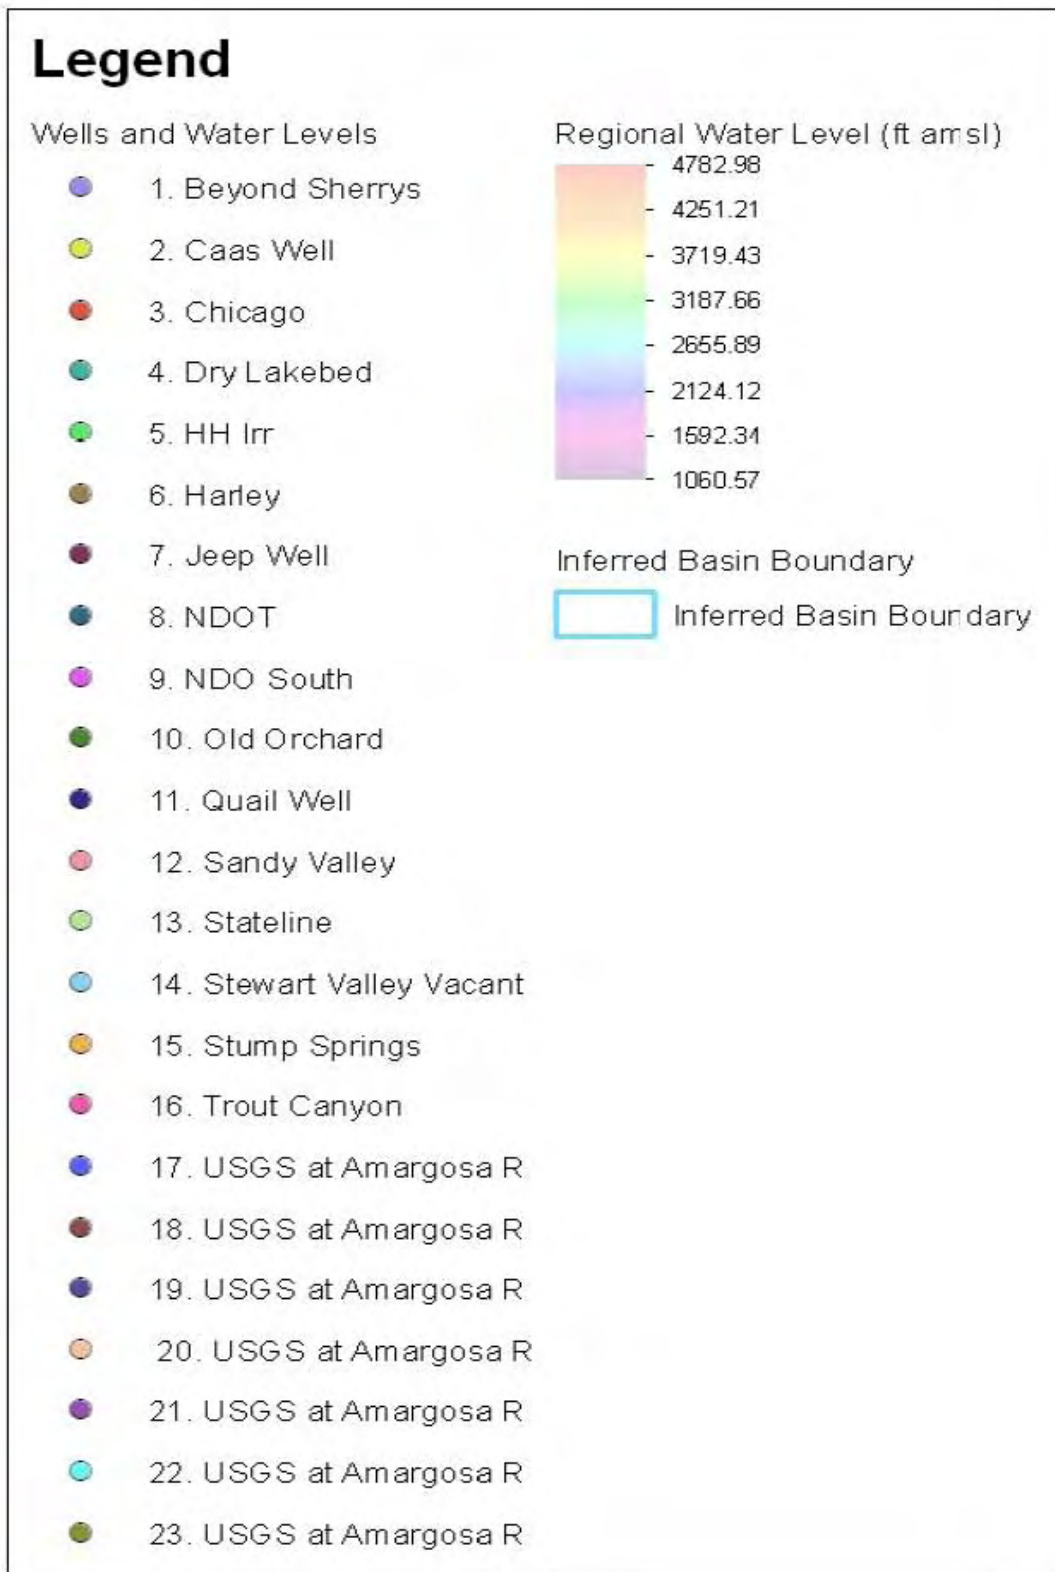 Legend
Wells and Water Levels
1. Beyond Sherrys
2. Caas Well
3. Chicago
4. Dry Lakebed
5. HH Irr
6. Harley
7. Jeep Well
8. NDOT
9. NDO South
10. Old Orchard
11. Quail Well
12. Sandy Valley
13. Stateline
14. Stewart Valley Vacant
15. Stump Springs
16. Trout Canyon
17. USGS at Amargosa R
18. USGS at Amargosa R
19. USGS at Amargosa R
20. USGS at Amargosa R
21. USGS at Amargosa R
22. USGS at Amargosa R
23. USGS at Amargosa R
Regional Water Level (ft amsl)
4782.98
4251.21
3719.43
3187.66
2655.89
2124.12
1592.34
1060.57
Inferred Basin Boundary
Inferred Basin Boundary